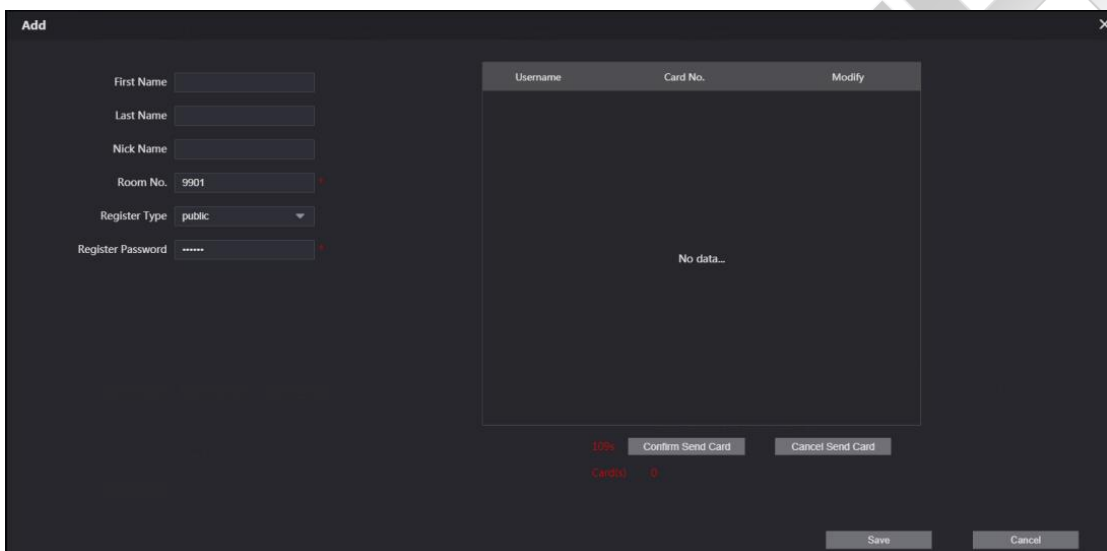 Add
First Name
Last Name
Nick Name
Room No. 9901 *
Register Type public
Register Password •••••• *
Username Card No. Modify
No data...
109s Confirm Send Card Cancel Send Card
Card(s) 0
Save Cancel